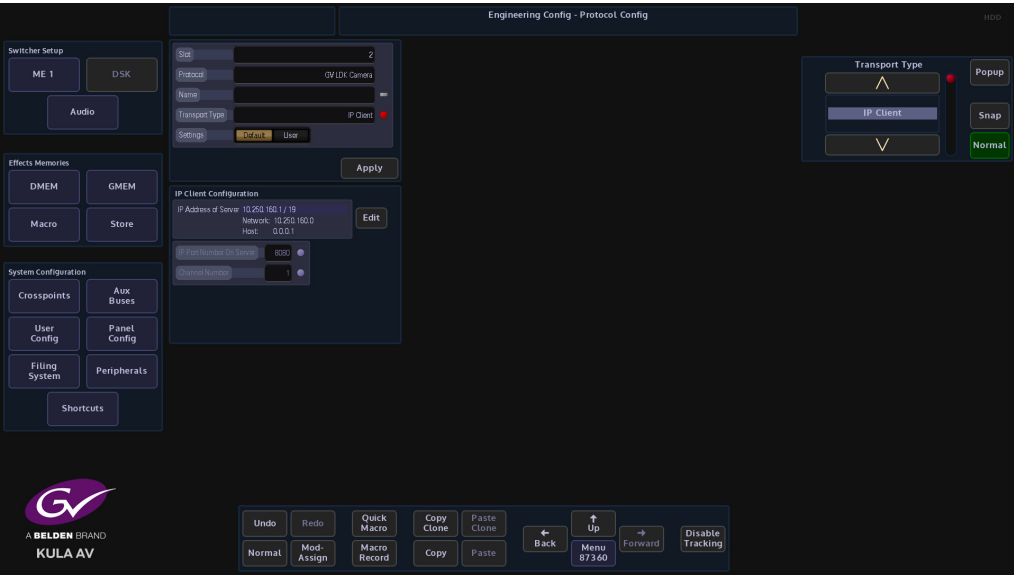 Engineering Config - Protocol Config
HDD
Switcher Setup
ME 1
DSK
Audio
Effects Memories
DMEM
GMEM
Macro
Store
System Configuration
Crosspoints
Aux
Buses
User
Config
Panel
Config
Filing
System
Peripherals
Shortcuts
Slot 2
Protocol GV LDK Camera
Name
Transport Type IP Client
Settings Default User
Apply
IP Client Configuration
IP Address of Server 10.250.160.1 / 19
Network: 10.250.160.0
Host: 0.0.0.1
Edit
IP Port Number On Server 8080
Channel Number 1
Transport Type
IP Client
Popup
Snap
Normal
GV
A BELDEN BRAND
KULA AV
Undo
Redo
Quick
Macro
Copy
Clone
Paste
Clone
Normal
Mod-
Assign
Macro
Record
Copy
Paste
Back
Up
Menu
87360
Forward
Disable
Tracking